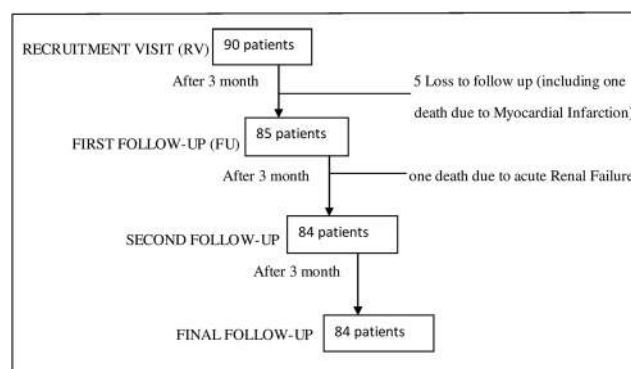 90 patients
RECRUITMENT VISIT (RV)
After 3 month
5 Loss to follow up (including one
death due to Myocardial Infarction)
85 patients
FIRST FOLLOW-UP (FU)
After 3 month
one death due to acute Renal Failure
84 patients
SECOND FOLLOW-UP
After 3 month
84 patients
FINAL FOLLOW-UP